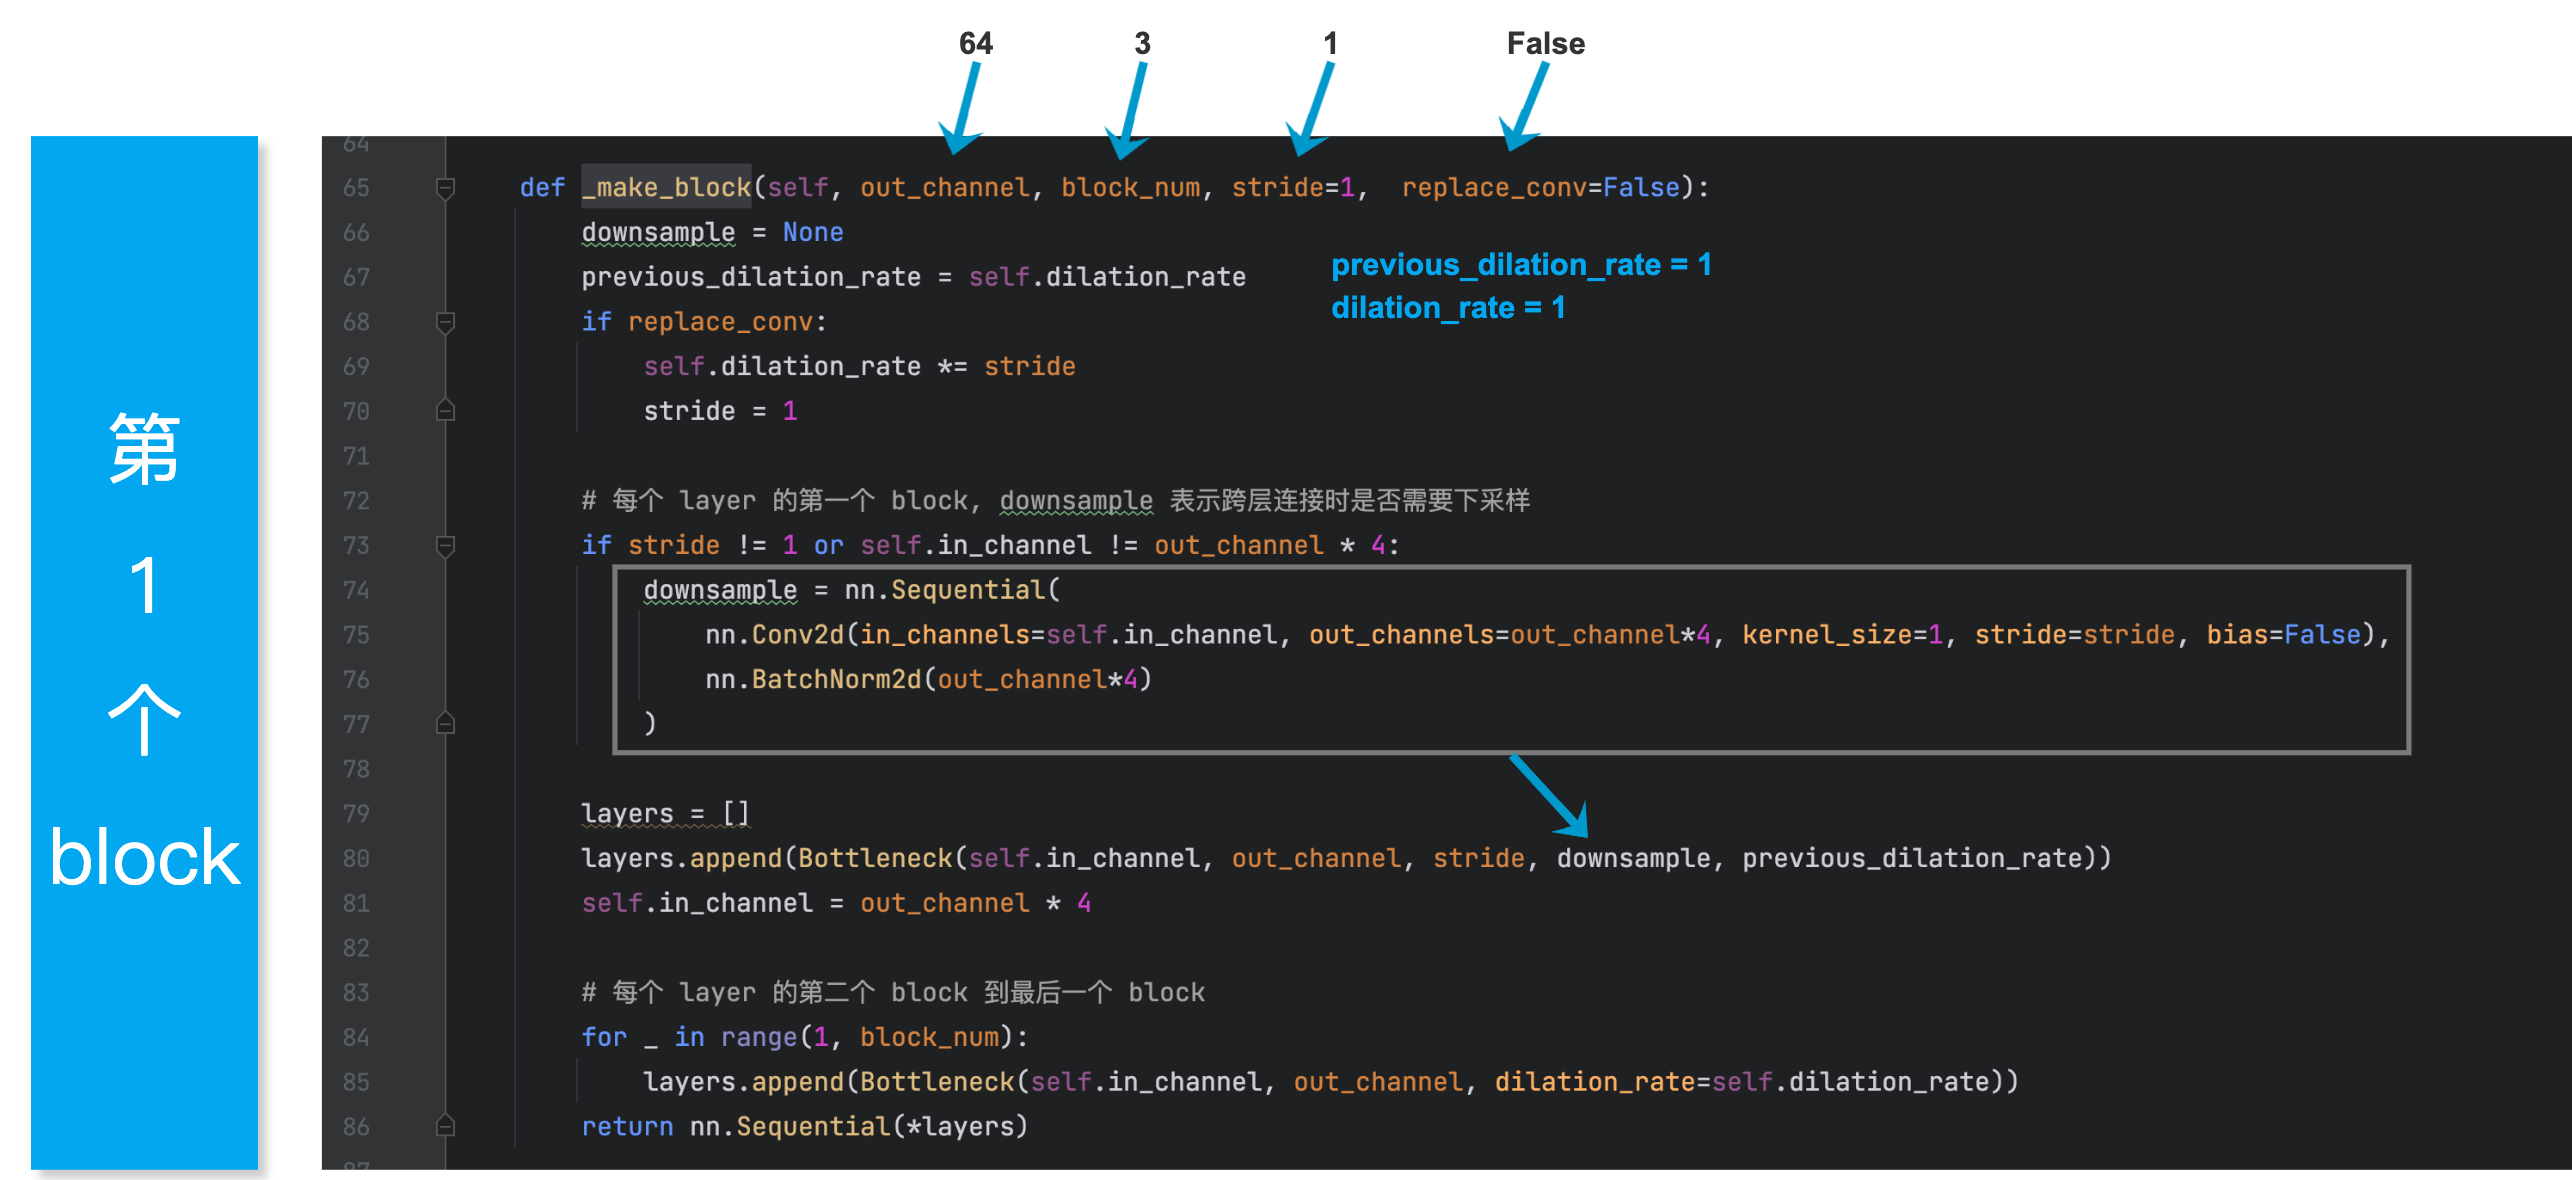 64 3 1 False
第
1
个
block
64
65 def _make_block(self, out_channel, block_num, stride=1,  replace_conv=False):
66 downsample = None
67 previous_dilation_rate = self.dilation_rate
previous_dilation_rate = 1
dilation_rate = 1
68 if replace_conv:
69 self.dilation_rate *= stride
70 stride = 1
71
72 # 每个 layer 的第一个 block, downsample 表示跨层连接时是否需要下采样
73 if stride != 1 or self.in_channel != out_channel * 4:
74 downsample = nn.Sequential(
75 nn.Conv2d(in_channels=self.in_channel, out_channels=out_channel*4, kernel_size=1, stride=stride, bias=False),
76 nn.BatchNorm2d(out_channel*4)
77 )
78
79 layers = []
80 layers.append(Bottleneck(self.in_channel, out_channel, stride, downsample, previous_dilation_rate))
81 self.in_channel = out_channel * 4
82
83 # 每个 layer 的第二个 block 到最后一个 block
84 for _ in range(1, block_num):
85 layers.append(Bottleneck(self.in_channel, out_channel, dilation_rate=self.dilation_rate))
86 return nn.Sequential(*layers)
87